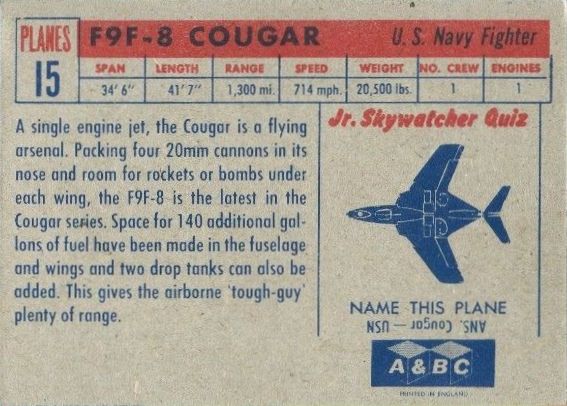 PLANES
15
F9F-8 COUGAR
U. S. Navy Fighter
SPAN LENGTH RANGE SPEED WEIGHT NO. CREW ENGINES
34' 6" 41' 7" 1,300 mi. 714 mph. 20,500 lbs. 1 1
A single engine jet, the Cougar is a flying
arsenal. Packing four 20mm cannons in its
nose and room for rockets or bombs under
each wing, the F9F-8 is the latest in the
Cougar series. Space for 140 additional gal-
lons of fuel have been made in the fuselage
and wings and two drop tanks can also be
added. This gives the airborne 'tough-guy'
plenty of range.
Jr. Skywatcher Quiz
NAME THIS PLANE
ANS. Cougar
USN —
A & BC
PRINTED IN ENGLAND